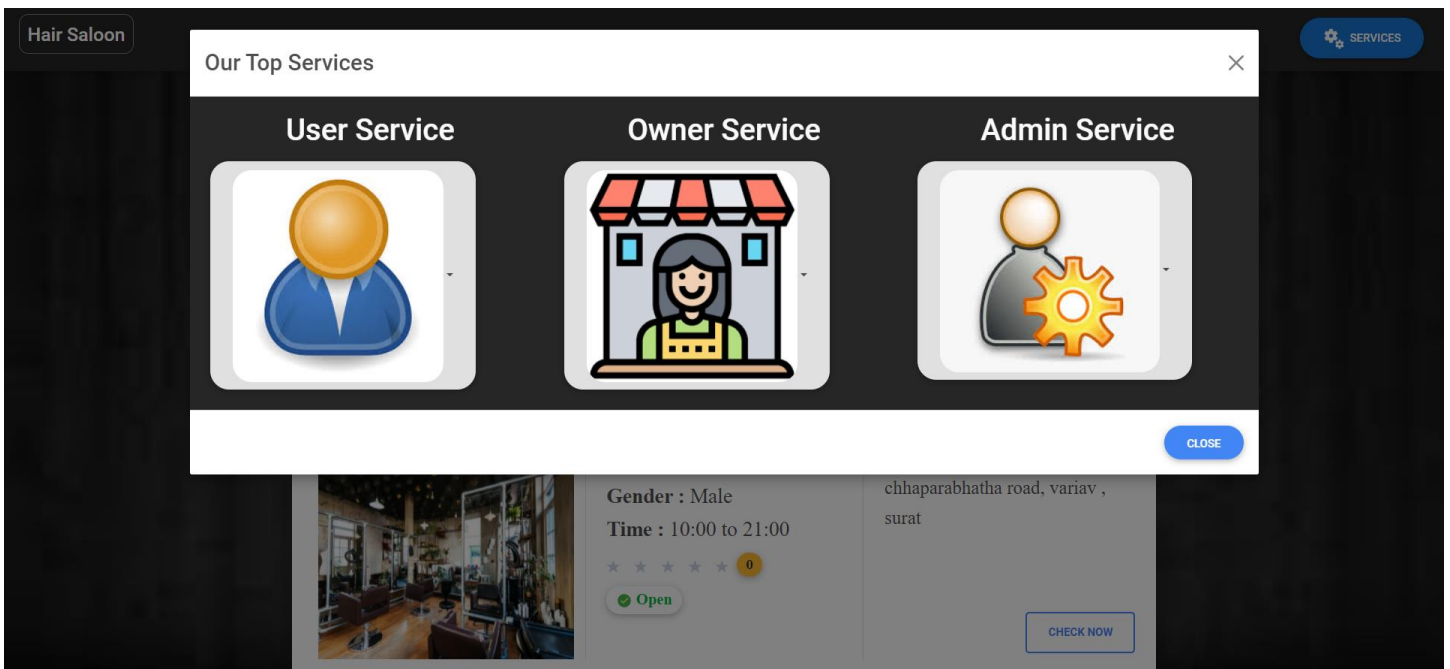 Hair Saloon
SERVICES
Our Top Services
User Service
Owner Service
Admin Service
CLOSE
Gender : Male
Time : 10:00 to 21:00
0
Open
chhaparabhatha road, variav ,
surat
CHECK NOW